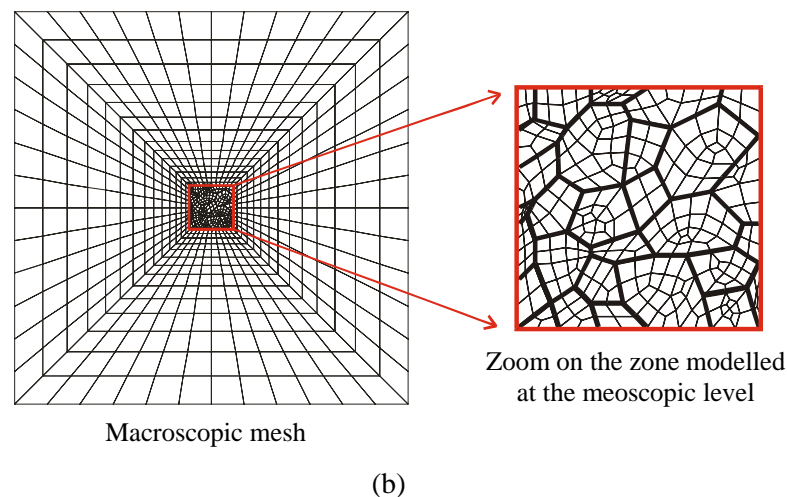 Zoom on the zone modelled
at the meoscopic level
Macroscopic mesh
(b)